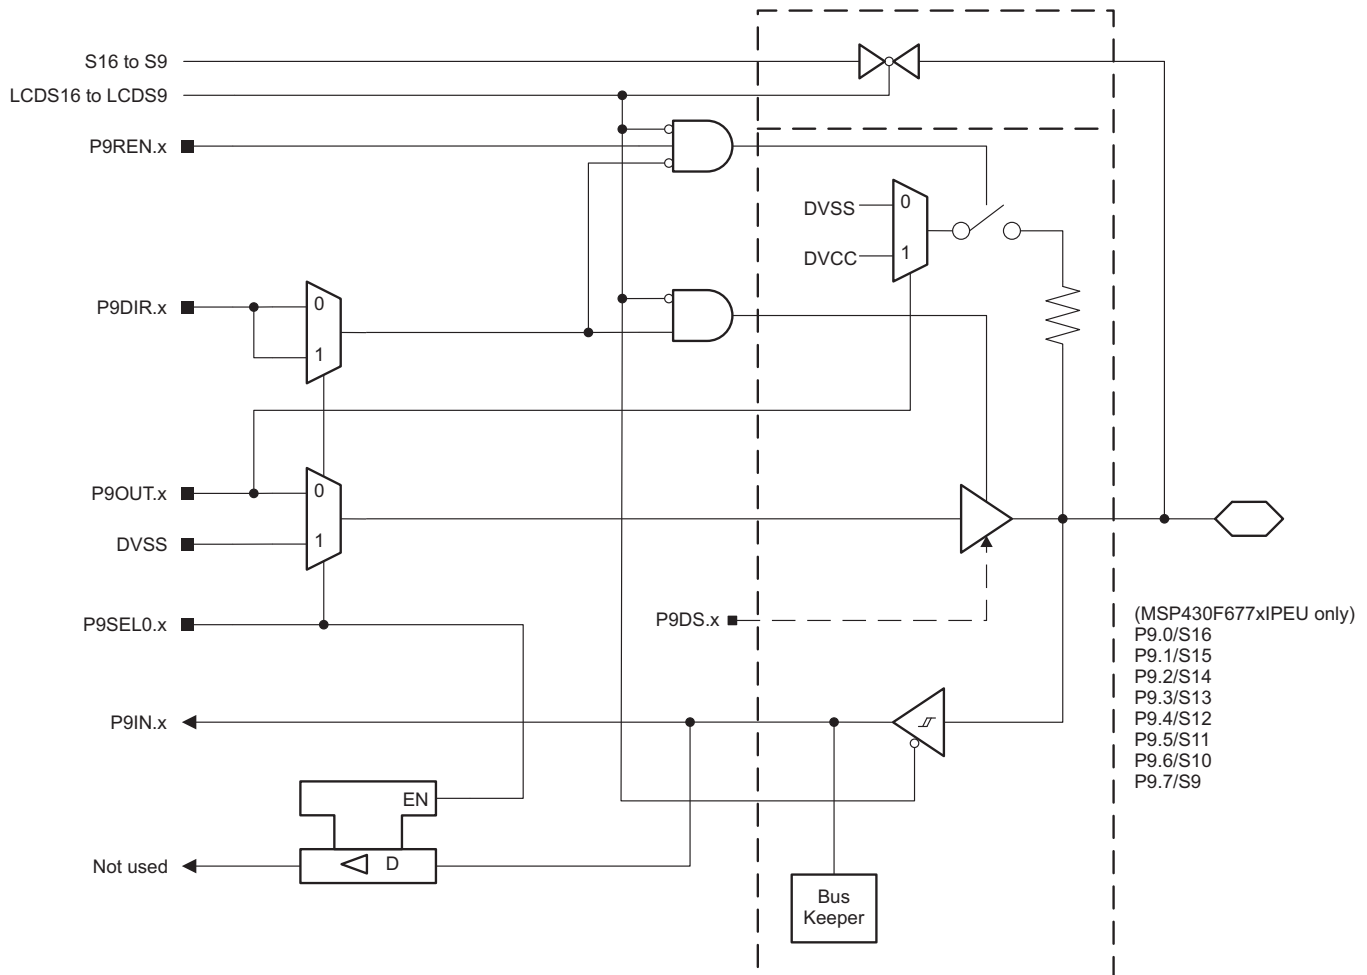 S16 to S9
LCDS16 to LCDS9
P9REN.x
DVSS
0
DVCC
1
P9DIR.x
0
1
P9OUT.x
0
DVSS
1
P9SEL0.x
P9DS.x
(MSP430F677xIPEU only)
P9.0/S16
P9.1/S15
P9.2/S14
P9.3/S13
P9.4/S12
P9.5/S11
P9.6/S10
P9.7/S9
P9IN.x
EN
Not used
D
Bus
Keeper